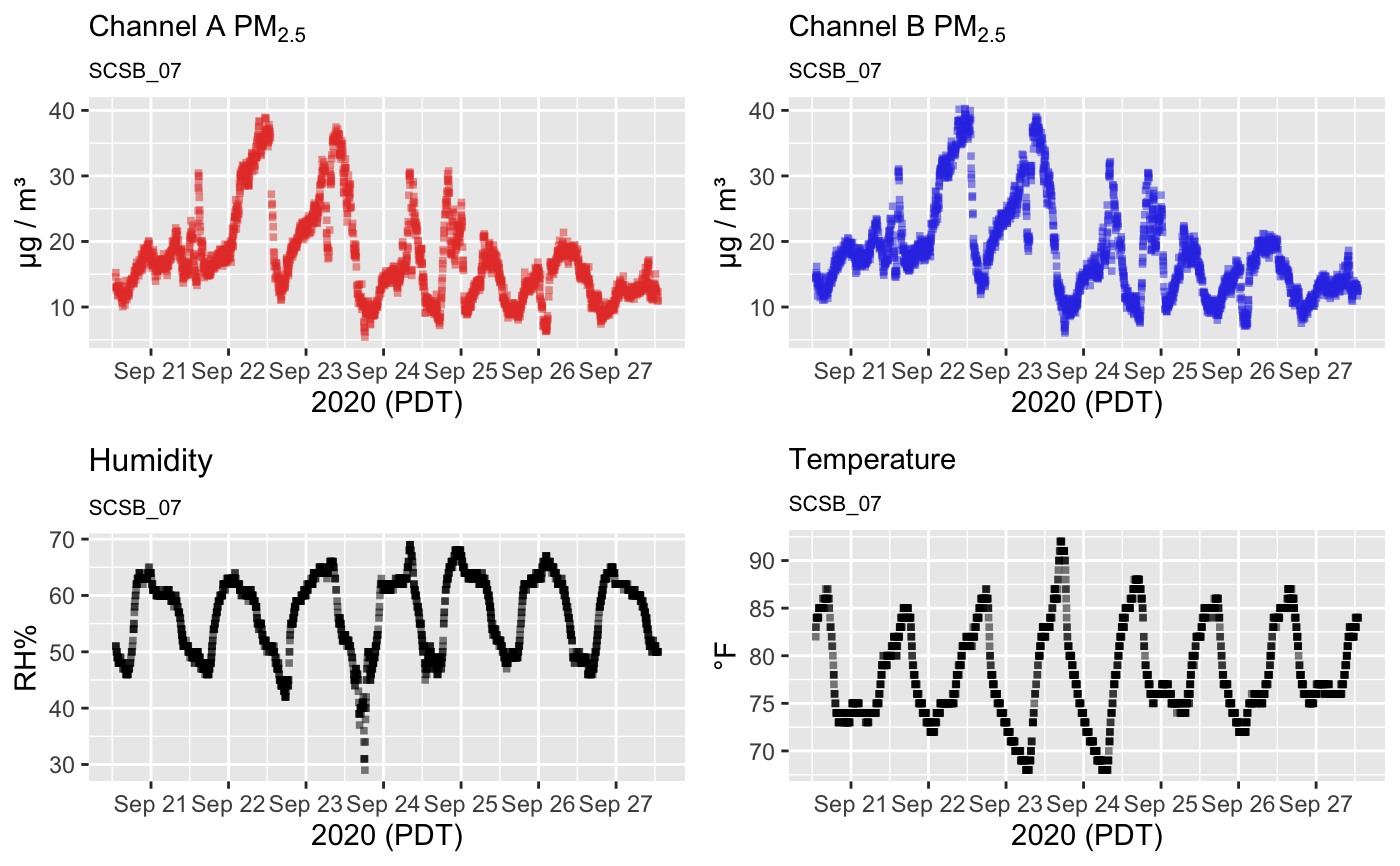 Channel A PM2.5
SCSB_07
40
30
20
10
µg / m³
Sep 21 Sep 22 Sep 23 Sep 24 Sep 25 Sep 26 Sep 27
2020 (PDT)
Channel B PM2.5
SCSB_07
40
30
20
10
µg / m³
Sep 21 Sep 22 Sep 23 Sep 24 Sep 25 Sep 26 Sep 27
2020 (PDT)
Humidity
SCSB_07
70
60
50
40
30
RH%
Sep 21 Sep 22 Sep 23 Sep 24 Sep 25 Sep 26 Sep 27
2020 (PDT)
Temperature
SCSB_07
90
85
80
75
70
°F
Sep 21 Sep 22 Sep 23 Sep 24 Sep 25 Sep 26 Sep 27
2020 (PDT)